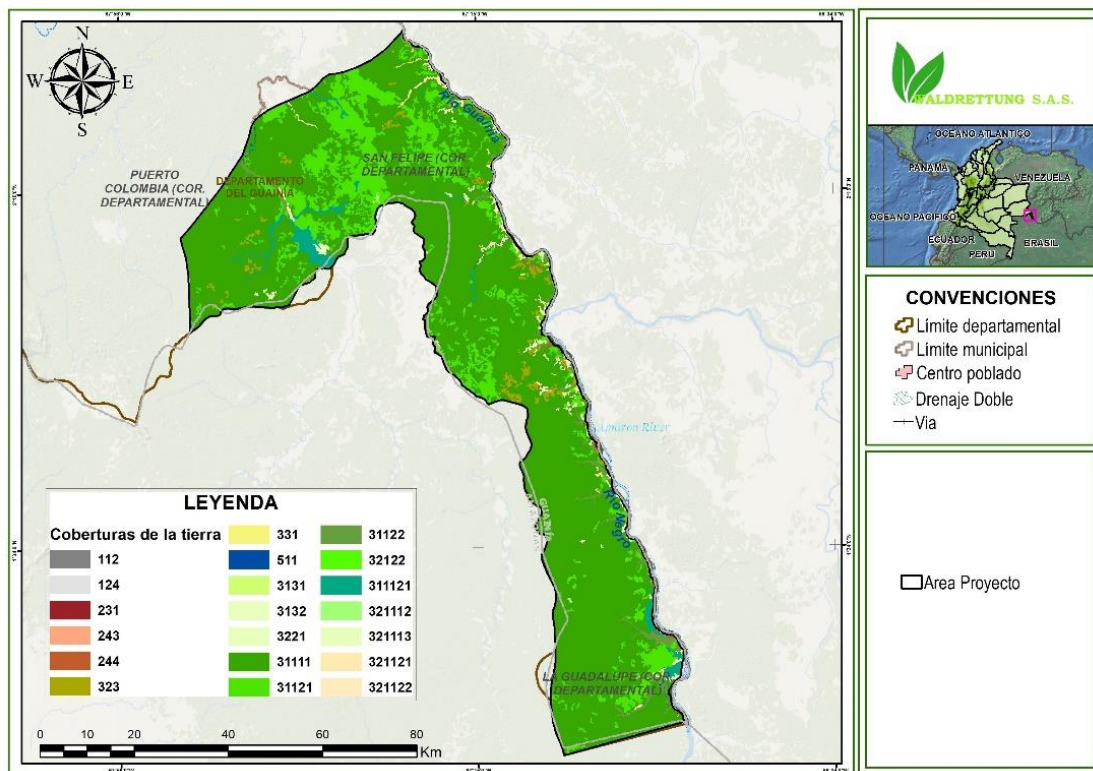 N
W E
S
PUERTO
COLOMBIA (COR.
DEPARTAMENTAL)
DEPARTAMENTO
DEL GUAINIA
SAN FELIPE (COR.
DEPARTAMENTAL)
Río Guainía
Río Negro
LA GUADALUPE (COR.
DEPARTAMENTAL)
LEYENDA
Coberturas de la tierra
112
124
231
243
244
323
331
511
3131
3132
3221
31111
31121
31122
32122
311121
321112
321113
321121
321122
0 10 20 40 60 80
Km
WALDRETTUNG S.A.S.
OCEANO ATLANTICO
PANAMA
VENEZUELA
OCEANO PACIFICO
ECUADOR
BRASIL
PERU
CONVENCIONES
Límite departamental
Límite municipal
Centro poblado
Drenaje Doble
Via
Area Proyecto